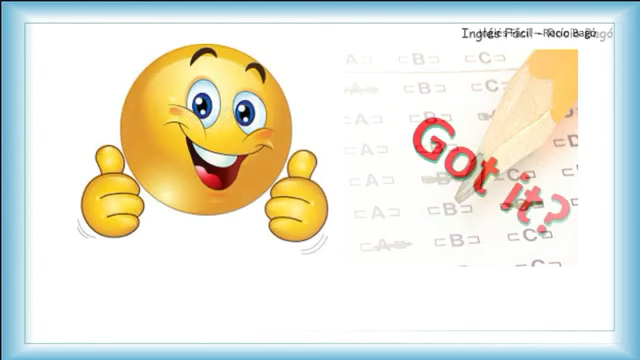 Inglés Fácil – Rocío Bagó
Got it?
A B C
A B
A B
A B
A B C
A B
A B C
C